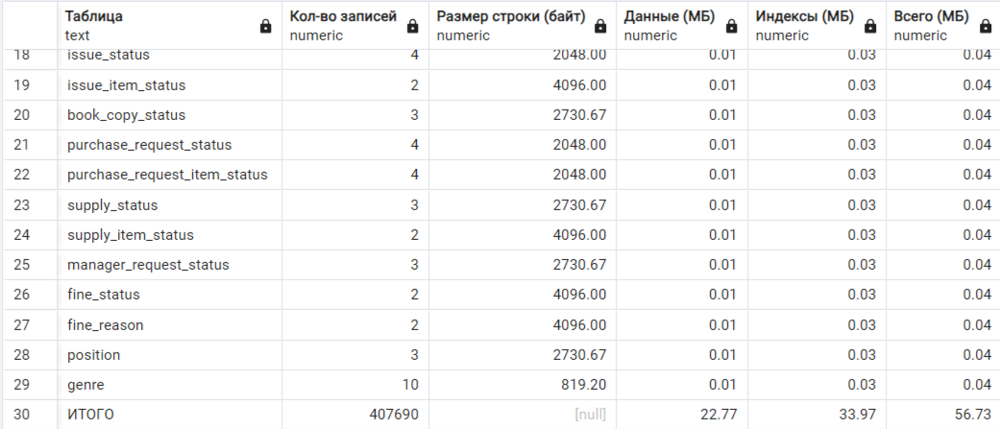 Таблица Кол-во записей Размер строки (байт) Данные (МБ) Индексы (МБ) Всего (МБ)
text numeric numeric numeric numeric numeric
18 issue_status 4 2048.00 0.01 0.03 0.04
19 issue_item_status 2 4096.00 0.01 0.03 0.04
20 book_copy_status 3 2730.67 0.01 0.03 0.04
21 purchase_request_status 4 2048.00 0.01 0.03 0.04
22 purchase_request_item_status 4 2048.00 0.01 0.03 0.04
23 supply_status 3 2730.67 0.01 0.03 0.04
24 supply_item_status 2 4096.00 0.01 0.03 0.04
25 manager_request_status 3 2730.67 0.01 0.03 0.04
26 fine_status 2 4096.00 0.01 0.03 0.04
27 fine_reason 2 4096.00 0.01 0.03 0.04
28 position 3 2730.67 0.01 0.03 0.04
29 genre 10 819.20 0.01 0.03 0.04
30 ИТОГО 407690 [null] 22.77 33.97 56.73